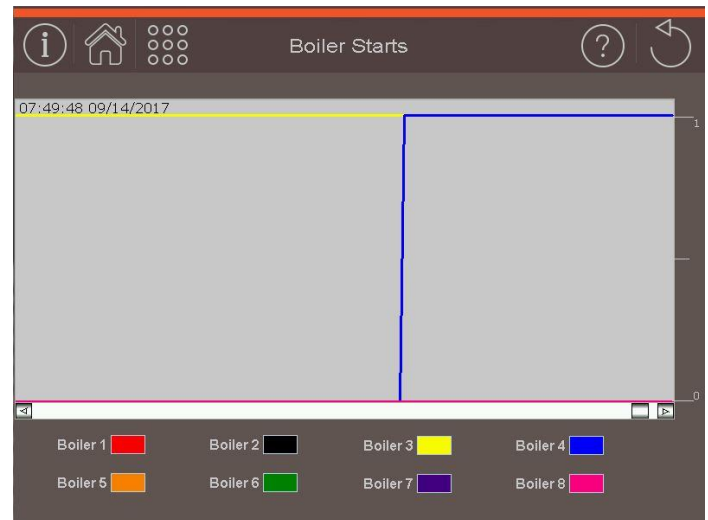 i
Boiler Starts
?
07:49:48 09/14/2017
1
0
Boiler 1
Boiler 2
Boiler 3
Boiler 4
Boiler 5
Boiler 6
Boiler 7
Boiler 8